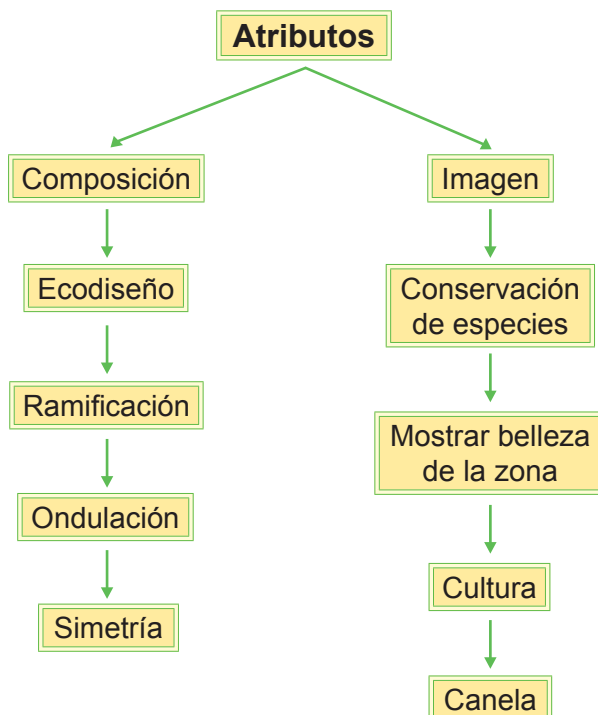 Atributos
Composición
Ecodiseño
Ramificación
Ondulación
Simetría
Imagen
Conservación
de especies
Mostrar belleza
de la zona
Cultura
Canela